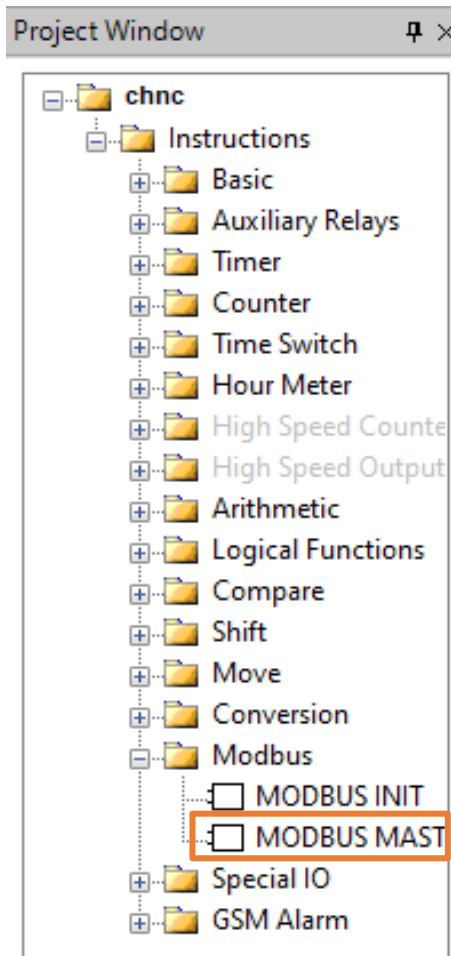 Project Window
chnc
Instructions
Basic
Auxiliary Relays
Timer
Counter
Time Switch
Hour Meter
High Speed Counte
High Speed Output
Arithmetic
Logical Functions
Compare
Shift
Move
Conversion
Modbus
MODBUS INIT
MODBUS MAST
Special IO
GSM Alarm